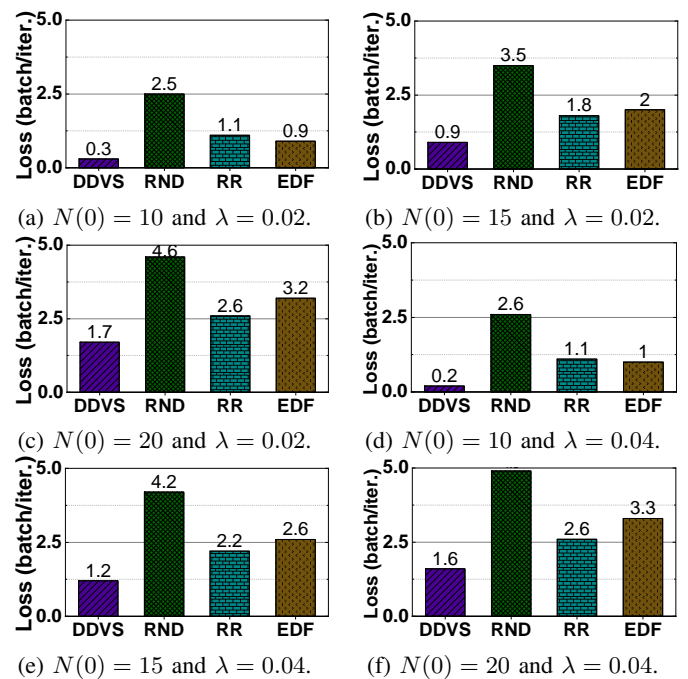 Loss (batch/iter.)
5.0
2.5
0.0
0.3
2.5
1.1
0.9
DDVS RND RR EDF
(a) N(0) = 10 and λ = 0.02.
Loss (batch/iter.)
5.0
2.5
0.0
0.9
3.5
1.8
2
DDVS RND RR EDF
(b) N(0) = 15 and λ = 0.02.
Loss (batch/iter.)
5.0
2.5
0.0
1.7
4.6
2.6
3.2
DDVS RND RR EDF
(c) N(0) = 20 and λ = 0.02.
Loss (batch/iter.)
5.0
2.5
0.0
0.2
2.6
1.1
1
DDVS RND RR EDF
(d) N(0) = 10 and λ = 0.04.
Loss (batch/iter.)
5.0
2.5
0.0
1.2
4.2
2.2
2.6
DDVS RND RR EDF
(e) N(0) = 15 and λ = 0.04.
Loss (batch/iter.)
5.0
2.5
0.0
1.6
2.6
3.3
DDVS RND RR EDF
(f) N(0) = 20 and λ = 0.04.